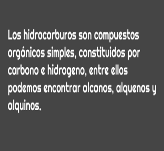 Los hidrocarburos son compuestos
orgánicos simples, constituidos por
carbono e hidrogeno, entre ellos
podemos encontrar alcanos, alquenos y
alquinos.